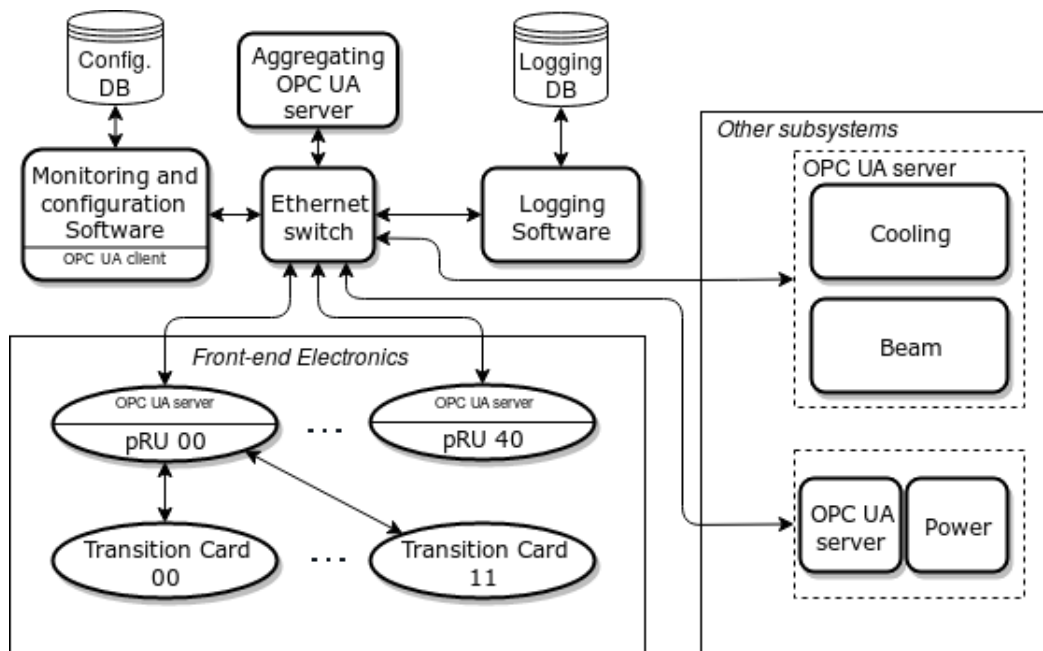 Config.
DB
Aggregating
OPC UA
server
Logging
DB
Monitoring and
configuration
Software
OPC UA client
Ethernet
switch
Logging
Software
Other subsystems
OPC UA server
Cooling
Beam
OPC UA
server
Power
Front-end Electronics
OPC UA server
pRU 00
...
OPC UA server
pRU 40
Transition Card
00
...
Transition Card
11